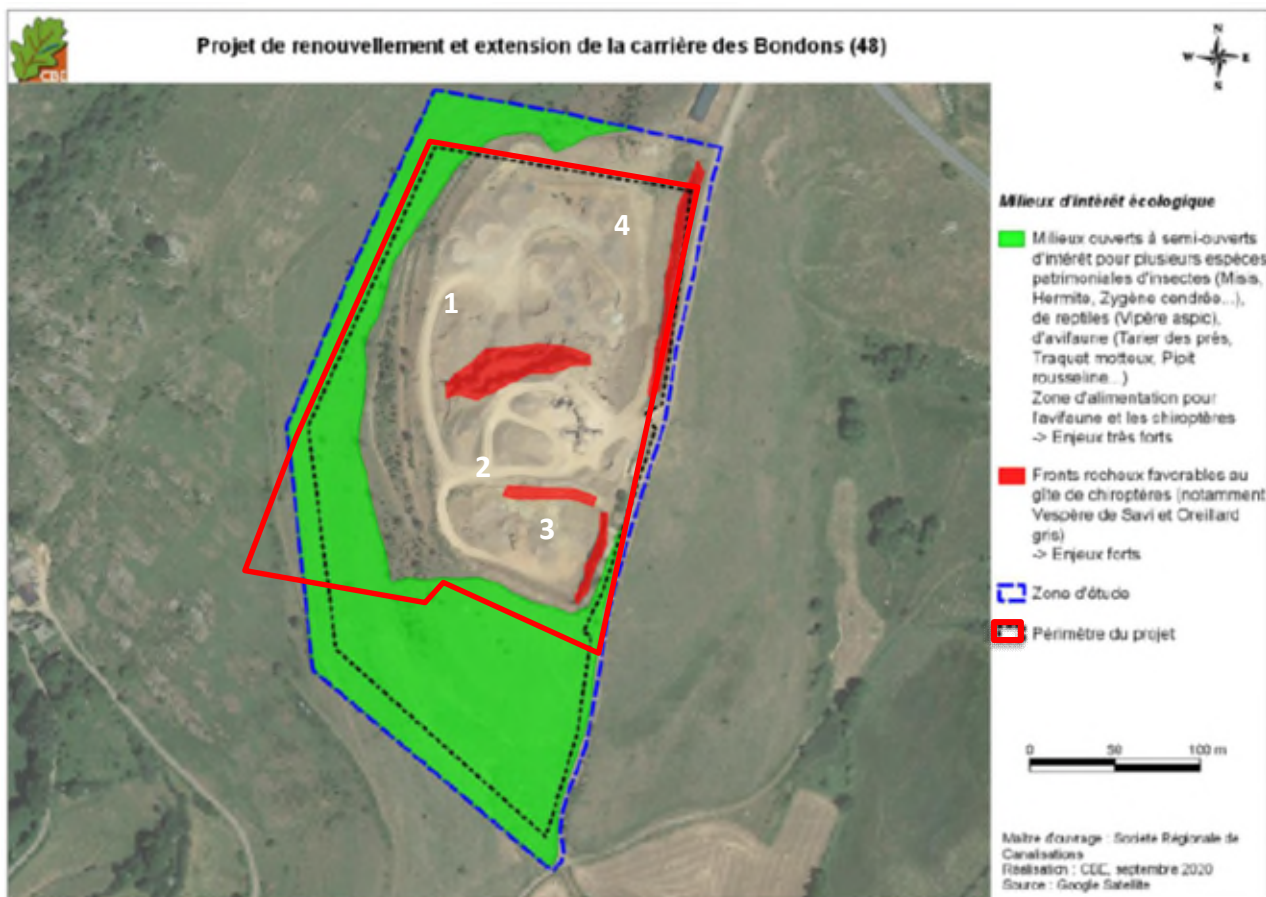 CBE
Projet de renouvellement et extension de la carrière des Bondons (48)
N
W E
S
1
4
2
3
Milieux d'intérêt écologique
Milieux ouverts à semi-ouverts
d'intérêt pour plusieurs espèces
patrimoniales d'insectes (Misis,
Hermite, Zygène cendrée...),
de reptiles (Vipère aspic),
d'avifaune (Tarier des prés,
Traquet motteux, Pipit
rousseline...)
Zone d'alimentation pour
l'avifaune et les chiroptères
-> Enjeux très forts
Fronts rocheux favorables au
gîte de chiroptères (notamment
Vespère de Savi et Oreillard
gris)
-> Enjeux forts
Zone d'étude
Périmètre du projet
0 50 100 m
Maître d'ouvrage : Société Régionale de
Canalisations
Réalisation : CBE, septembre 2020
Source : Google Satellite